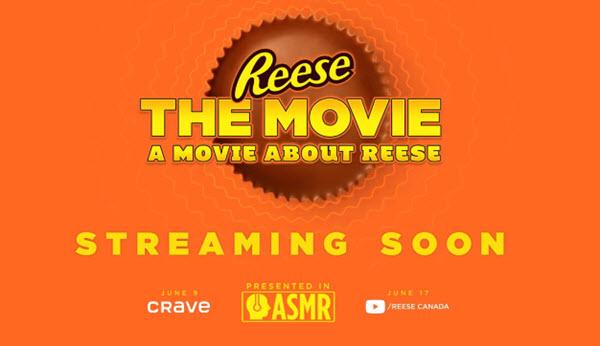 Reese
THE MOVIE
A MOVIE ABOUT REESE
STREAMING SOON
JUNE 9
CRAVE
PRESENTED IN
ASMR
JUNE 17
/REESE CANADA